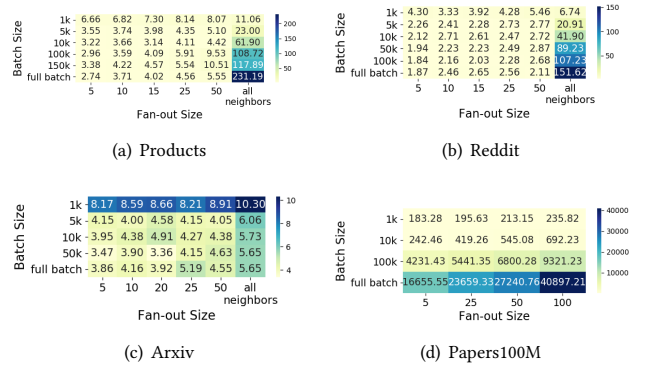 Batch Size
1k 6.66 6.82 7.30 8.14 8.07 11.06
5k 3.55 3.74 3.98 4.35 5.10 23.00
10k 3.22 3.66 3.14 4.11 4.42 61.90
100k 2.96 3.59 4.09 5.91 9.53 108.72
150k 3.38 4.22 4.57 5.54 10.51 117.89
full batch 2.74 3.71 4.02 4.56 5.55 231.19
5 10 15 25 50 all neighbors
Fan-out Size
200
150
100
50
(a) Products
Batch Size
1k 4.30 3.33 3.92 4.28 5.46 6.74
5k 2.26 2.41 2.28 2.73 2.77 20.91
10k 2.12 2.71 2.61 2.47 2.72 41.90
50k 1.94 2.23 2.23 2.49 2.87 89.23
100k 1.84 2.16 2.03 2.28 2.68 107.23
full batch 1.87 2.46 2.65 2.56 2.11 151.62
5 10 15 25 50 all neighbors
Fan-out Size
150
100
50
(b) Reddit
Batch Size
1k 8.17 8.59 8.66 8.21 8.91 10.30
5k 4.15 4.00 4.58 4.15 4.05 6.06
10k 3.95 4.38 4.91 4.27 4.38 5.73
50k 3.47 3.90 3.36 4.15 4.63 5.65
full batch 3.86 4.16 3.92 5.19 4.55 5.65
5 10 20 25 50 all neighbors
Fan-out Size
10
8
6
4
(c) Arxiv
Batch Size
1k 183.28 195.63 213.15 235.82
10k 242.46 419.26 545.08 692.23
100k 4231.43 5441.35 6800.28 9321.23
full batch 16655.55 23659.33 27240.76 40897.21
5 25 50 100
Fan-out Size
40000
30000
20000
10000
(d) Papers100M